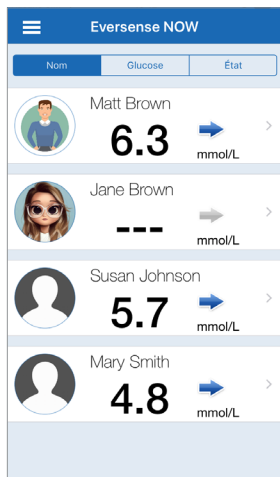 Eversense NOW
Nom Glucose État
Matt Brown
6.3
mmol/L
Jane Brown
---
mmol/L
Susan Johnson
5.7
mmol/L
Mary Smith
4.8
mmol/L